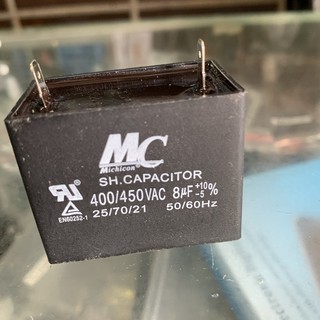 MC
Michicon
SH.CAPACITOR
400/450VAC 8µF +10 -5 %
25/70/21 50/60Hz
EN60252-1